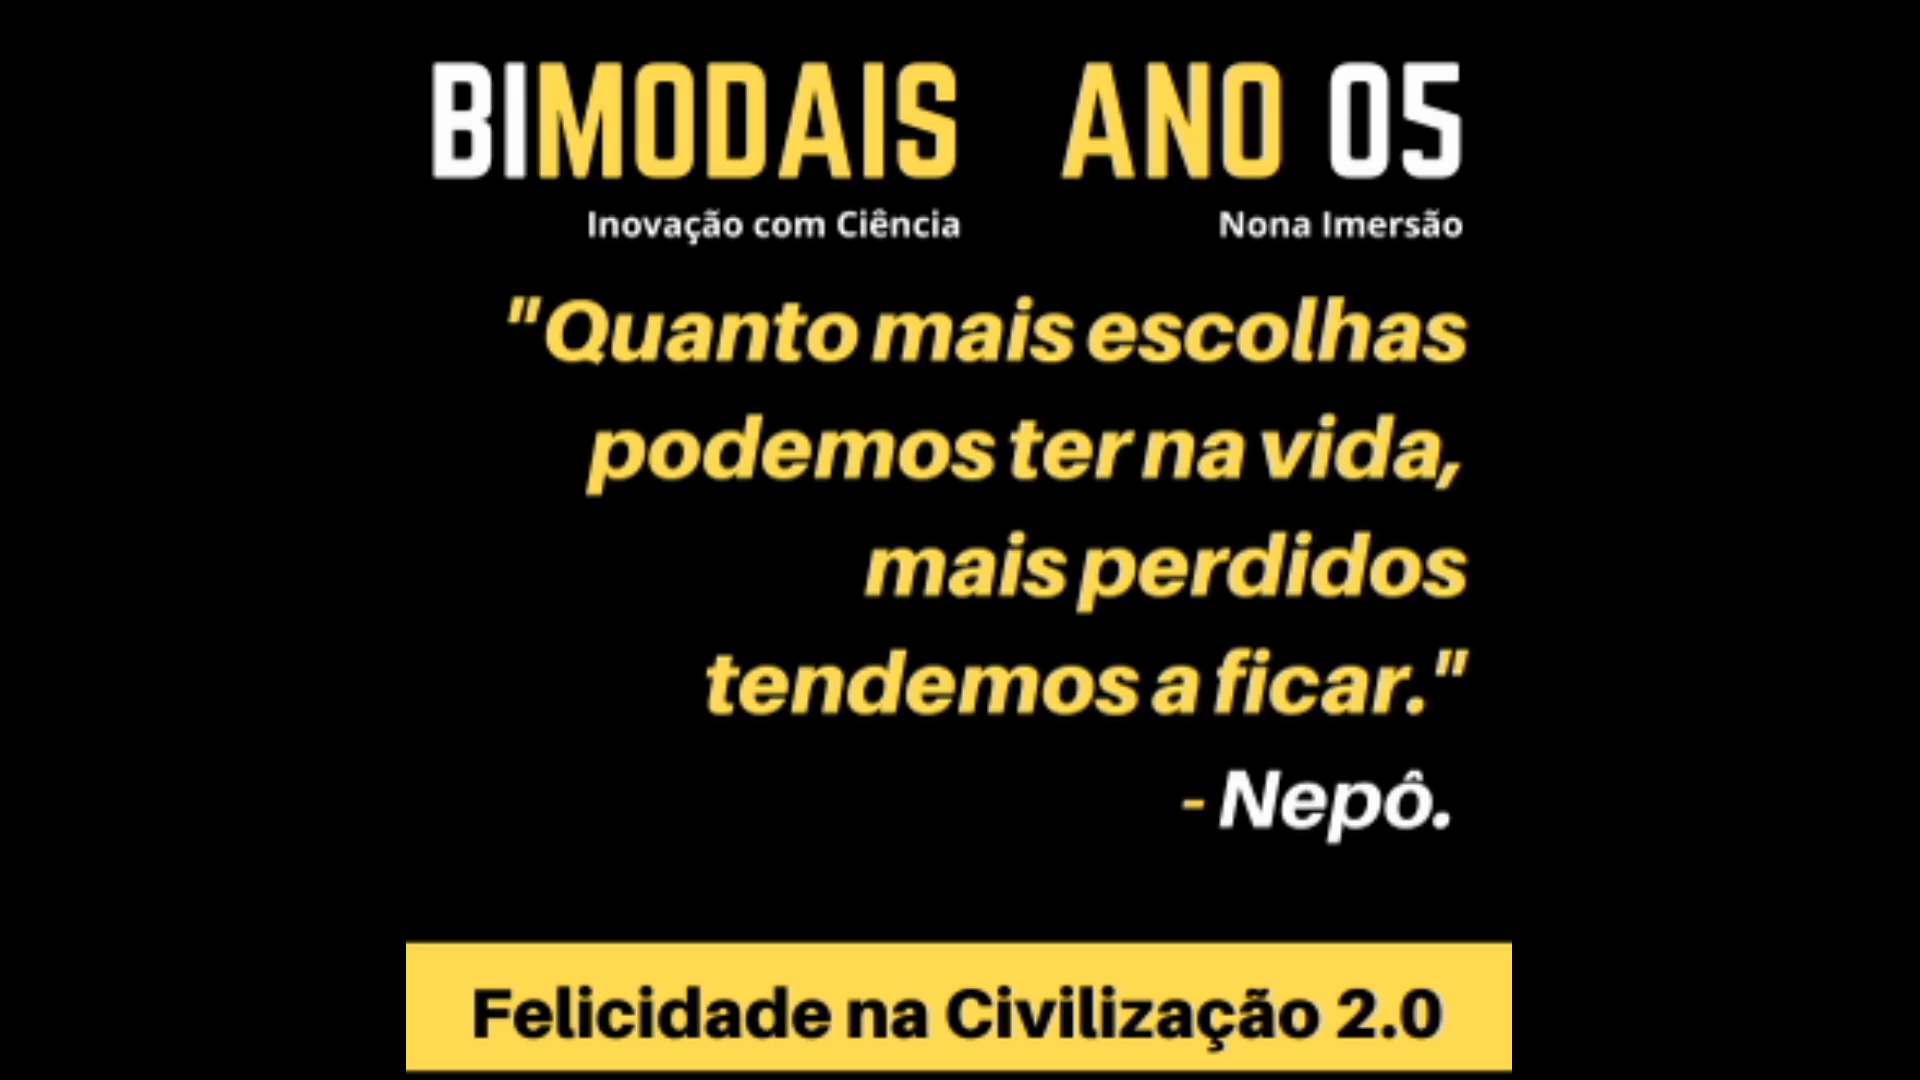 BIMODAIS ANO 05
Inovação com Ciência Nona Imersão
"Quanto mais escolhas
podemos ter na vida,
mais perdidos
tendemos a ficar."
- Nepô.
Felicidade na Civilização 2.0